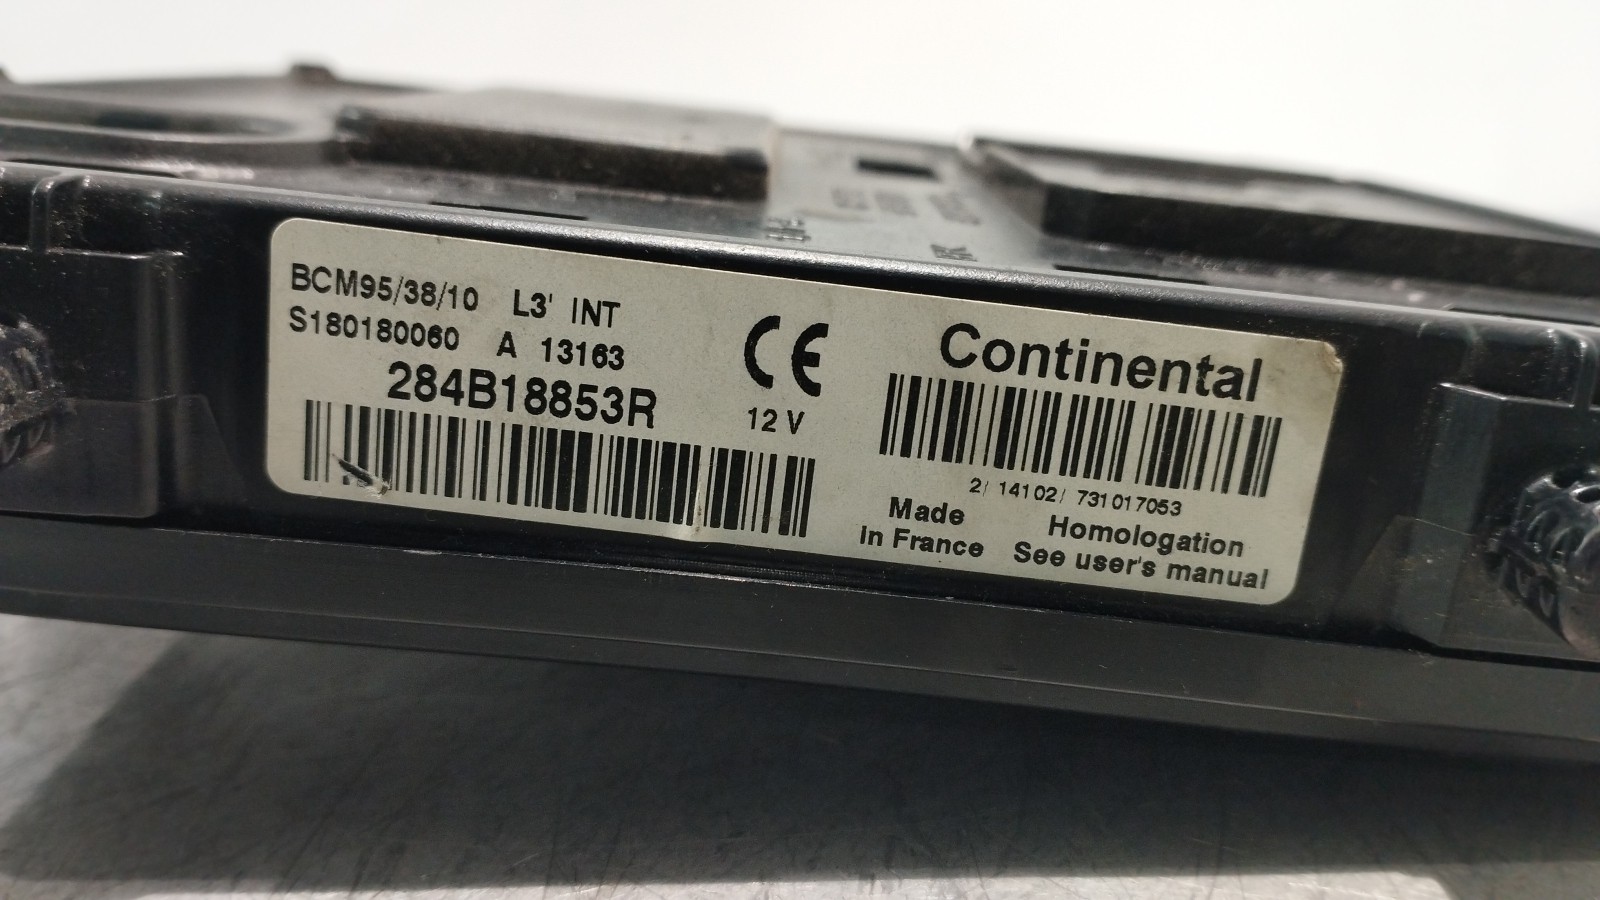 BCM95/38/10 L3' INT
S180180060 A 13163
284B18853R
CE
12 V
Continental
2/ 14102/ 731017053
Made
in France
Homologation
See user's manual